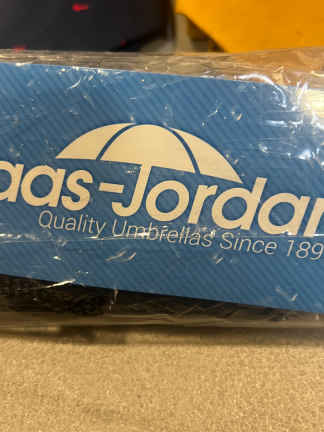 aas-Jordan
Quality Umbrellas Since 189